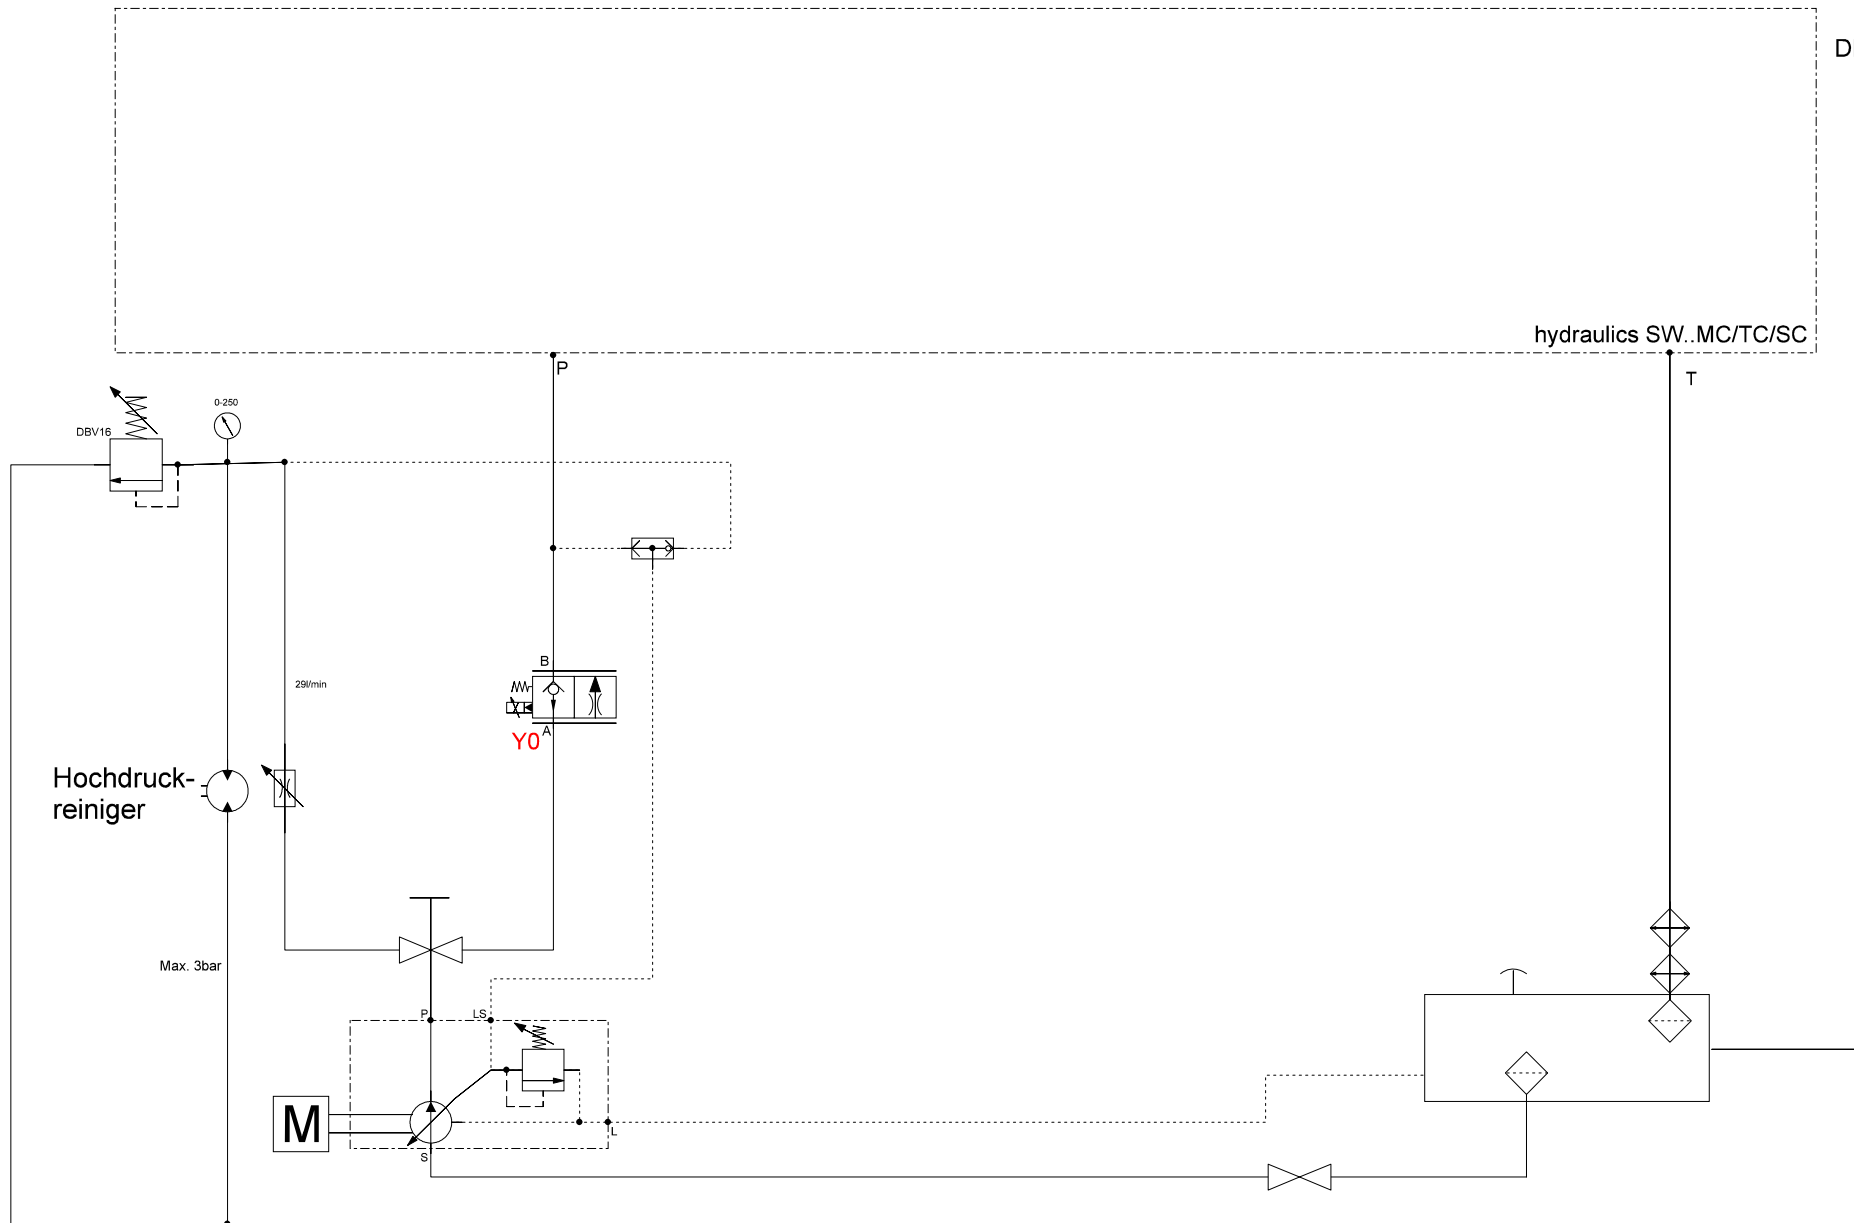 D
hydraulics SW..MC/TC/SC
P
T
0-250
DBV16
B
29l/min
A
Y0
Hochdruck-
reiniger
Max. 3bar
P
LS
M
L
S